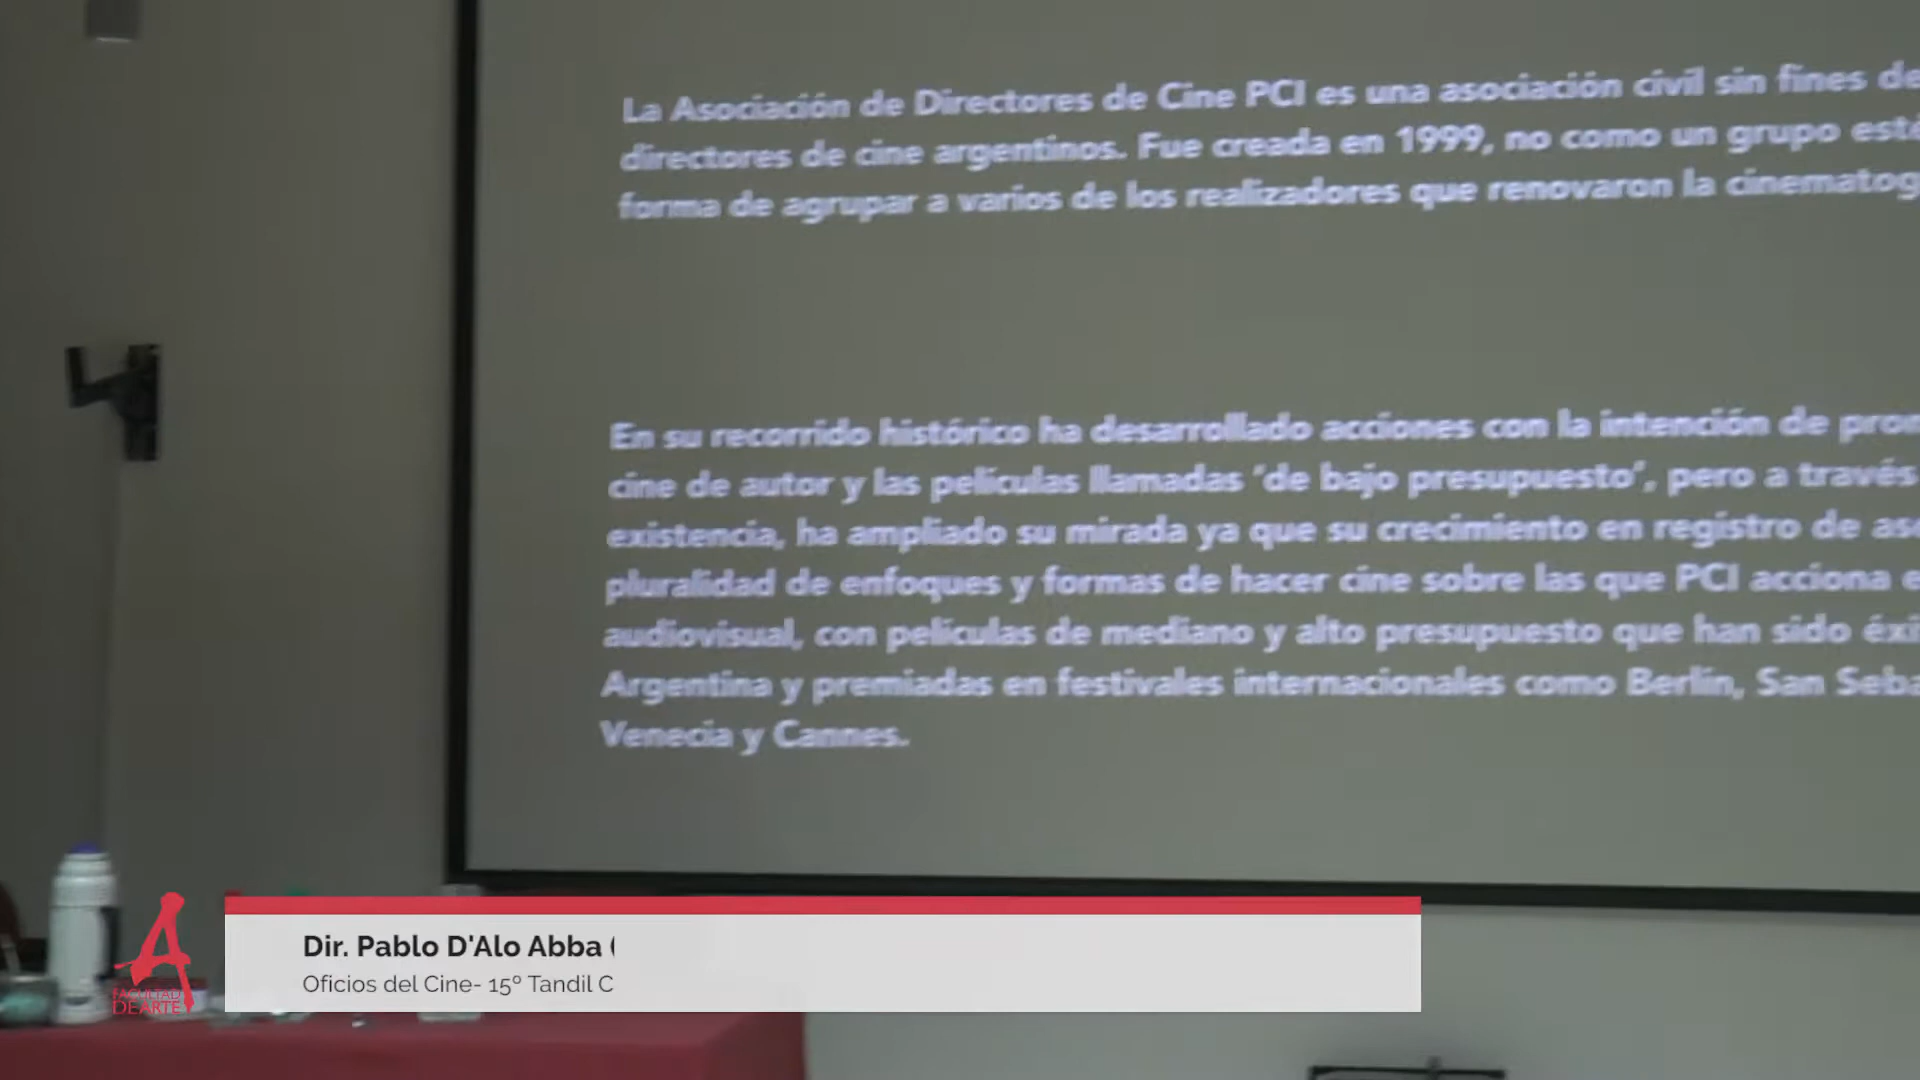 La Asociación de Directores de Cine PCI es una asociación civil sin fines de
directores de cine argentinos. Fue creada en 1999, no como un grupo esté
forma de agrupar a varios de los realizadores que renovaron la cinematog
En su recorrido histórico ha desarrollado acciones con la intención de pron
cine de autor y las películas llamadas ‘de bajo presupuesto’, pero a través
existencia, ha ampliado su mirada ya que su crecimiento en registro de aso
pluralidad de enfoques y formas de hacer cine sobre las que PCI acciona e
audiovisual, con películas de mediano y alto presupuesto que han sido éxi
Argentina y premiadas en festivales internacionales como Berlín, San Seba
Venecia y Cannes.
Dir. Pablo D'Alo Abba (
Oficios del Cine- 15º Tandil C
FACULTAD
DEARTE